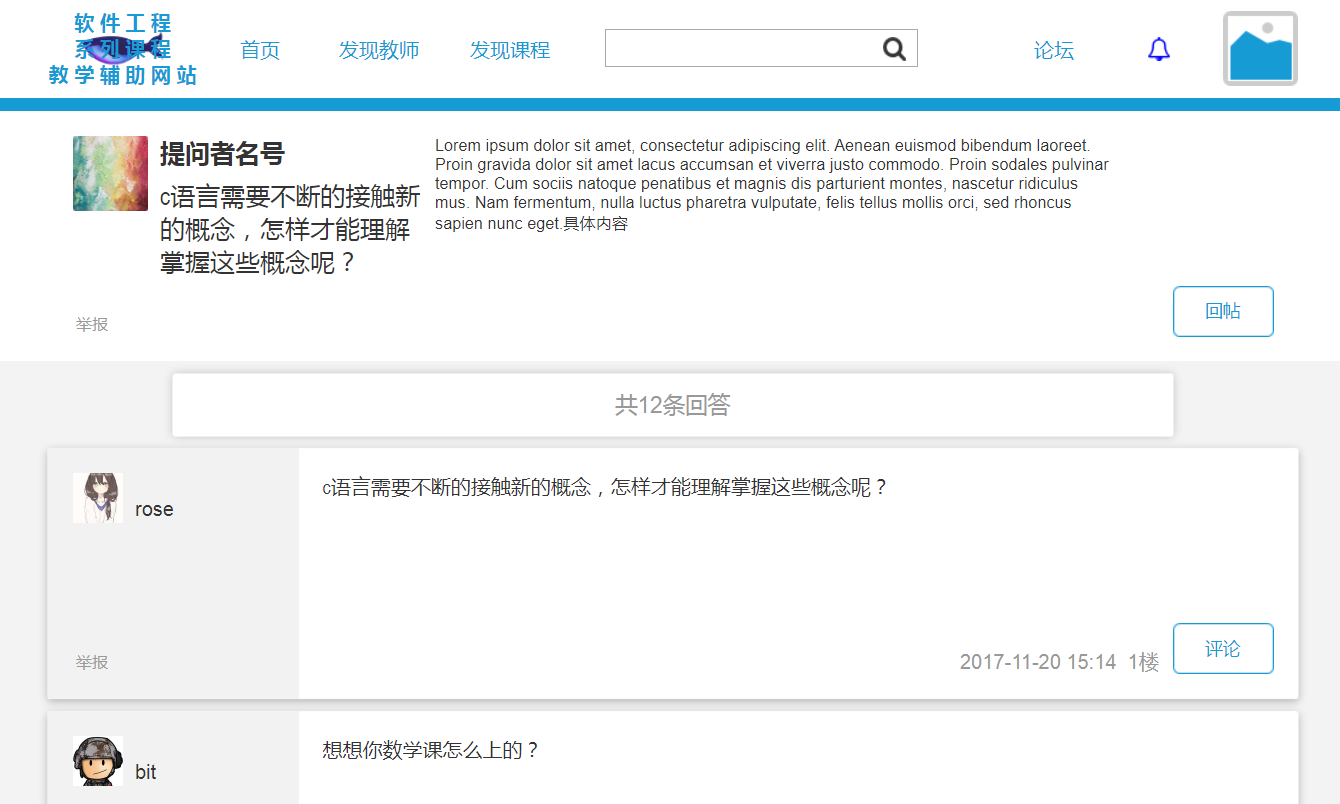 软件工程
系列课程
教学辅助网站
首页
发现教师
发现课程
论坛
提问者名号
c语言需要不断的接触新
的概念，怎样才能理解
掌握这些概念呢？
Lorem ipsum dolor sit amet, consectetur adipiscing elit. Aenean euismod bibendum laoreet.
Proin gravida dolor sit amet lacus accumsan et viverra justo commodo. Proin sodales pulvinar
tempor. Cum sociis natoque penatibus et magnis dis parturient montes, nascetur ridiculus
mus. Nam fermentum, nulla luctus pharetra vulputate, felis tellus mollis orci, sed rhoncus
sapien nunc eget.具体内容
举报
回帖
共12条回答
rose
c语言需要不断的接触新的概念，怎样才能理解掌握这些概念呢？
举报
2017-11-20 15:14 1楼
评论
bit
想想你数学课怎么上的？